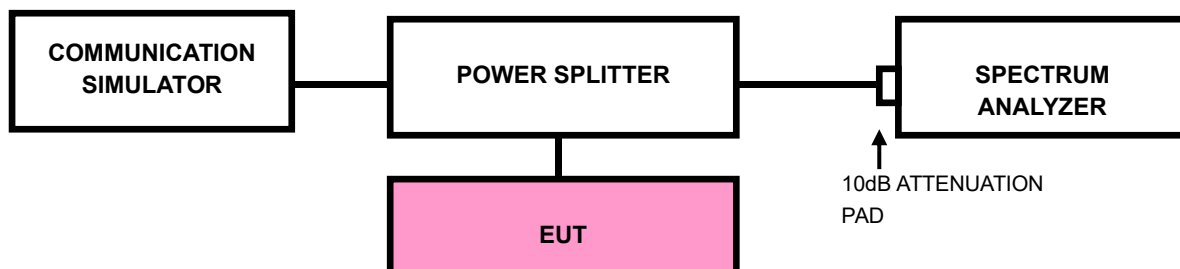 COMMUNICATION
SIMULATOR
POWER SPLITTER
SPECTRUM
ANALYZER
10dB ATTENUATION
PAD
EUT